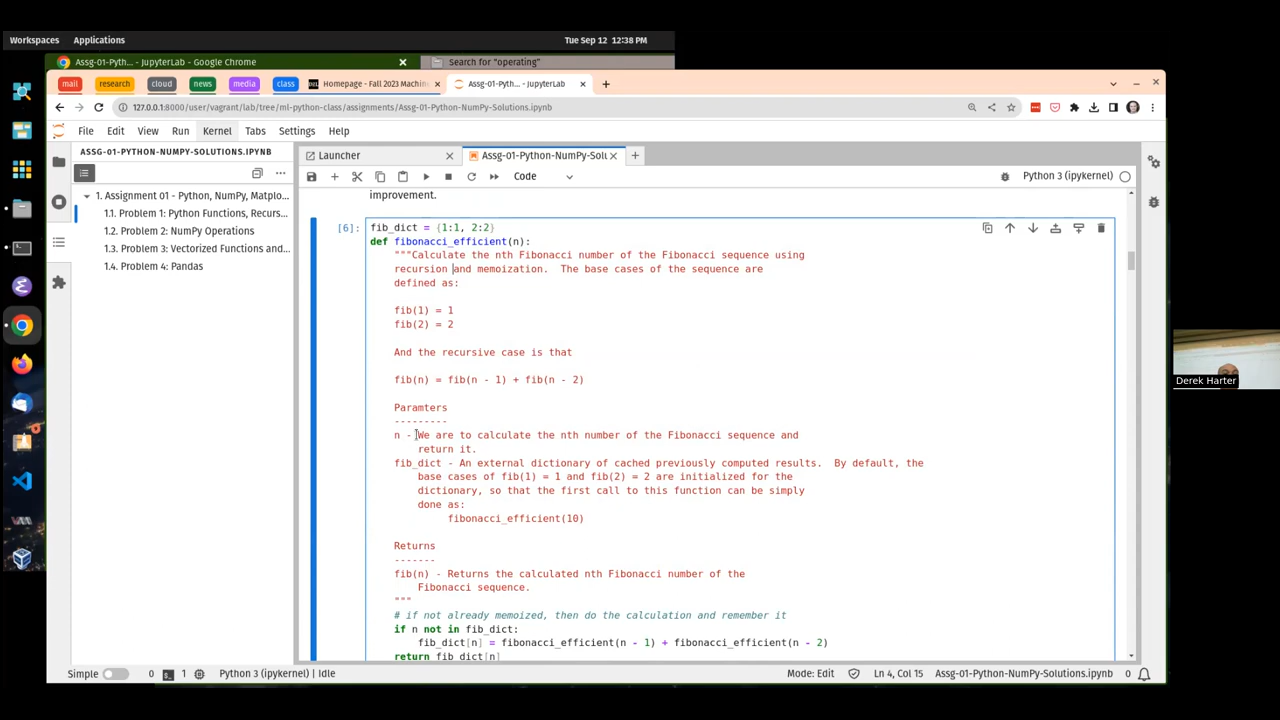 Workspaces Applications Tue Sep 12 12:38 PM
Assg-01-Pyth... - JupyterLab - Google Chrome × Search for "operating"
mail research cloud news media class Homepage - Fall 2023 Machin Assg-01-Pyth... - JupyterLab
127.0.0.1:8000/user/vagrant/lab/tree/ml-python-class/assignments/Assg-01-Python-NumPy-Solutions.ipynb
File Edit View Run Kernel Tabs Settings Help
ASSG-01-PYTHON-NUMPY-SOLUTIONS.IPYNB
Launcher Assg-01-Python-NumPy-Solu
Code Python 3 (ipykernel)
1. Assignment 01 - Python, NumPy, Matplo...
1.1. Problem 1: Python Functions, Recurs...
1.2. Problem 2: NumPy Operations
1.3. Problem 3: Vectorized Functions and...
1.4. Problem 4: Pandas
improvement.
[6]: fib_dict = {1:1, 2:2}
def fibonacci_efficient(n):
"""Calculate the nth Fibonacci number of the Fibonacci sequence using
recursion and memoization. The base cases of the sequence are
defined as:
fib(1) = 1
fib(2) = 2
And the recursive case is that
fib(n) = fib(n - 1) + fib(n - 2)
Paramters
---------
n - We are to calculate the nth number of the Fibonacci sequence and
return it.
fib_dict - An external dictionary of cached previously computed results. By default, the
base cases of fib(1) = 1 and fib(2) = 2 are initialized for the
dictionary, so that the first call to this function can be simply
done as:
fibonacci_efficient(10)
Returns
-------
fib(n) - Returns the calculated nth Fibonacci number of the
Fibonacci sequence.
"""
# if not already memoized, then do the calculation and remember it
if n not in fib_dict:
fib_dict[n] = fibonacci_efficient(n - 1) + fibonacci_efficient(n - 2)
return fib_dict[n]
Derek Harter
Simple 0 1 Python 3 (ipykernel) | Idle Mode: Edit Ln 4, Col 15 Assg-01-Python-NumPy-Solutions.ipynb 0